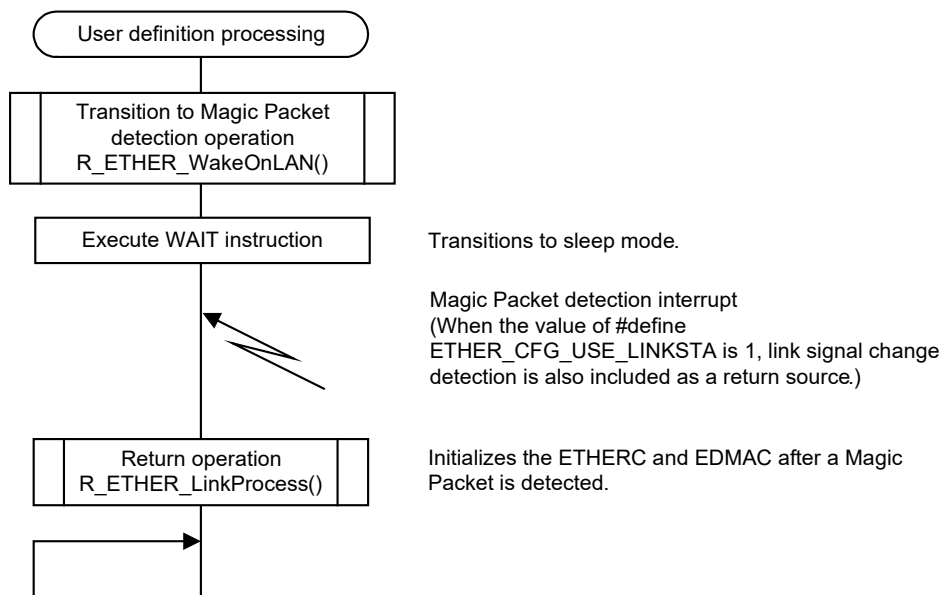 User definition processing
Transition to Magic Packet
detection operation
R_ETHER_WakeOnLAN()
Execute WAIT instruction
Transitions to sleep mode.
Magic Packet detection interrupt
(When the value of #define
ETHER_CFG_USE_LINKSTA is 1, link signal change
detection is also included as a return source.)
Return operation
R_ETHER_LinkProcess()
Initializes the ETHERC and EDMAC after a Magic
Packet is detected.